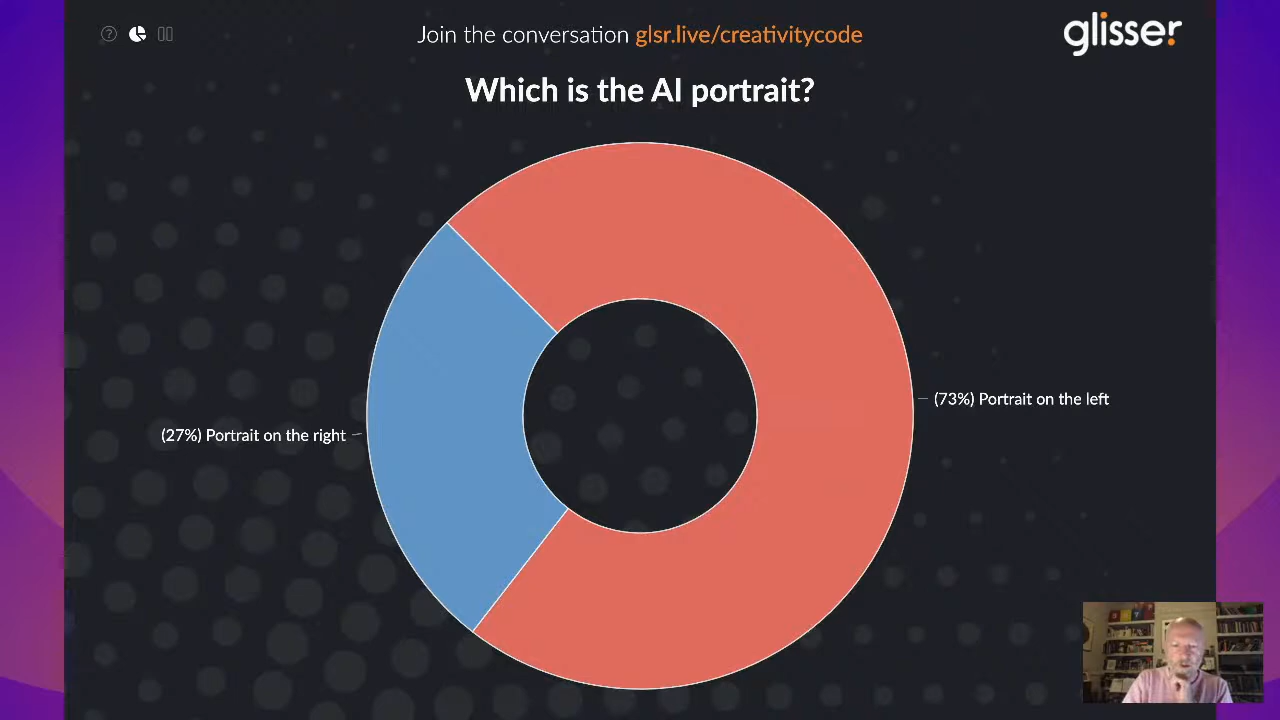 Join the conversation glsr.live/creativitycode
glisser.
Which is the AI portrait?
(73%) Portrait on the left
(27%) Portrait on the right